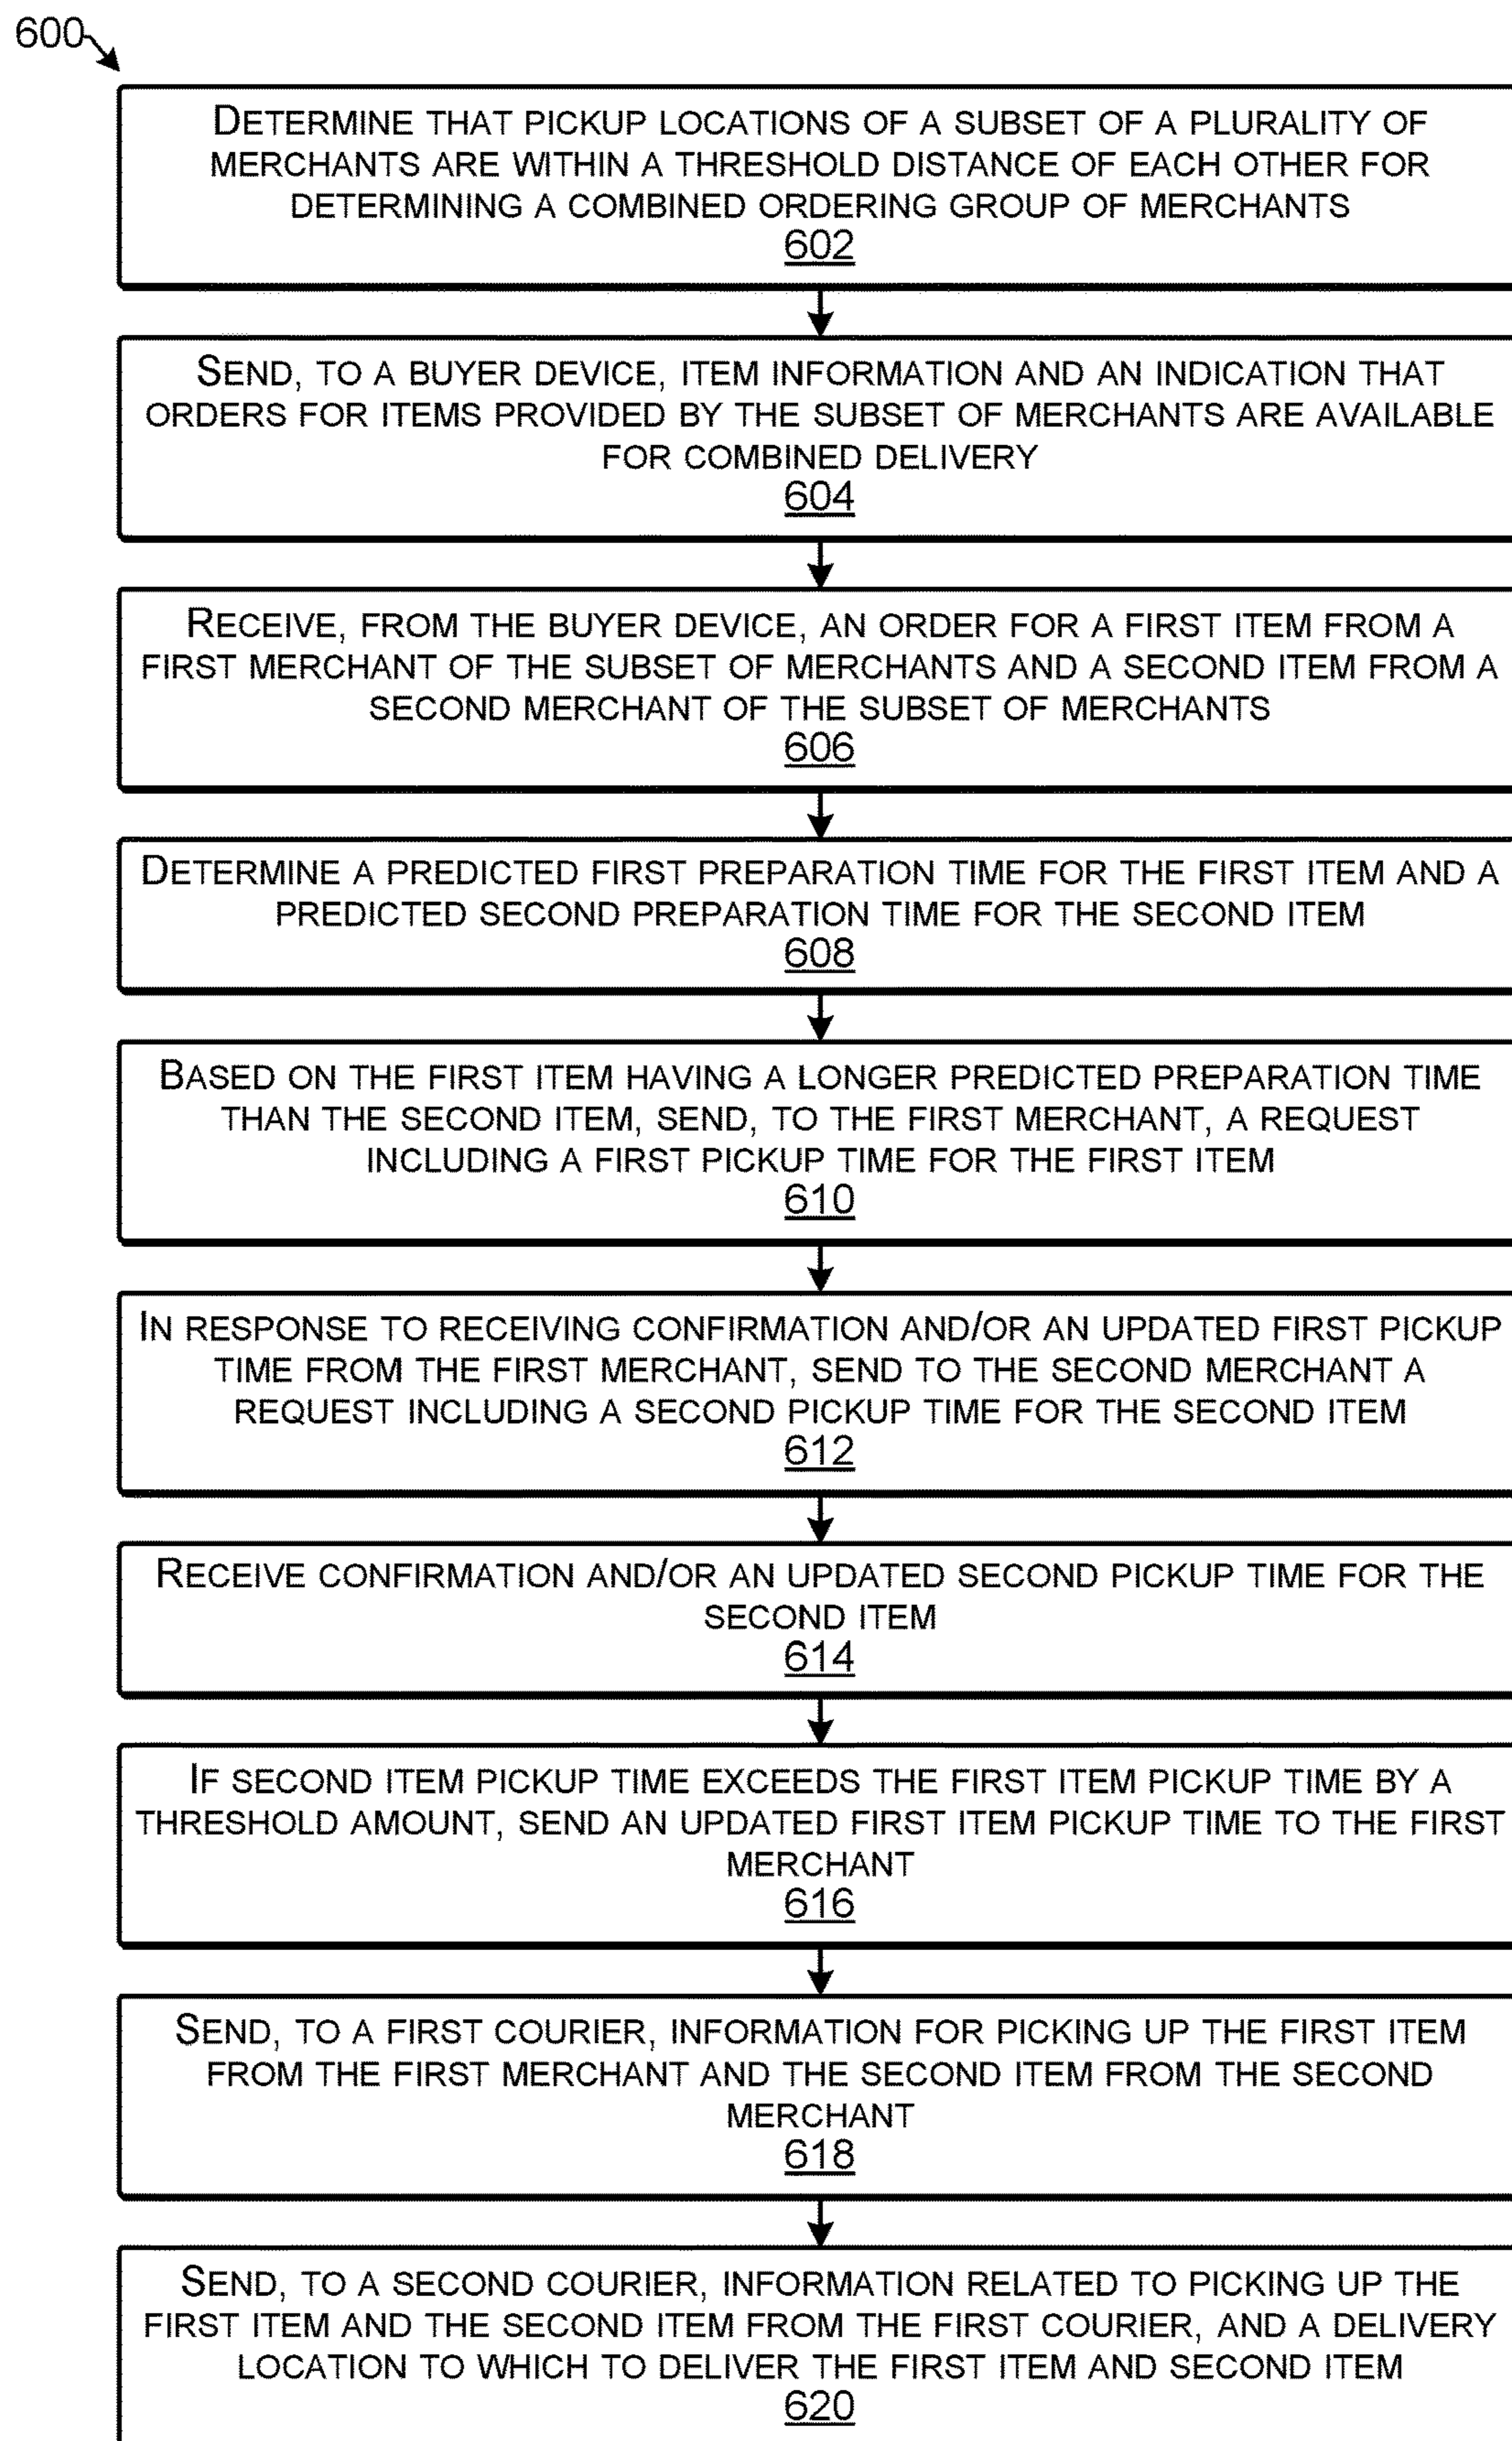 600
DETERMINE THAT PICKUP LOCATIONS OF A SUBSET OF A PLURALITY OF
MERCHANTS ARE WITHIN A THRESHOLD DISTANCE OF EACH OTHER FOR
DETERMINING A COMBINED ORDERING GROUP OF MERCHANTS
602
SEND, TO A BUYER DEVICE, ITEM INFORMATION AND AN INDICATION THAT
ORDERS FOR ITEMS PROVIDED BY THE SUBSET OF MERCHANTS ARE AVAILABLE
FOR COMBINED DELIVERY
604
RECEIVE, FROM THE BUYER DEVICE, AN ORDER FOR A FIRST ITEM FROM A
FIRST MERCHANT OF THE SUBSET OF MERCHANTS AND A SECOND ITEM FROM A
SECOND MERCHANT OF THE SUBSET OF MERCHANTS
606
DETERMINE A PREDICTED FIRST PREPARATION TIME FOR THE FIRST ITEM AND A
PREDICTED SECOND PREPARATION TIME FOR THE SECOND ITEM
608
BASED ON THE FIRST ITEM HAVING A LONGER PREDICTED PREPARATION TIME
THAN THE SECOND ITEM, SEND, TO THE FIRST MERCHANT, A REQUEST
INCLUDING A FIRST PICKUP TIME FOR THE FIRST ITEM
610
IN RESPONSE TO RECEIVING CONFIRMATION AND/OR AN UPDATED FIRST PICKUP
TIME FROM THE FIRST MERCHANT, SEND TO THE SECOND MERCHANT A
REQUEST INCLUDING A SECOND PICKUP TIME FOR THE SECOND ITEM
612
RECEIVE CONFIRMATION AND/OR AN UPDATED SECOND PICKUP TIME FOR THE
SECOND ITEM
614
IF SECOND ITEM PICKUP TIME EXCEEDS THE FIRST ITEM PICKUP TIME BY A
THRESHOLD AMOUNT, SEND AN UPDATED FIRST ITEM PICKUP TIME TO THE FIRST
MERCHANT
616
SEND, TO A FIRST COURIER, INFORMATION FOR PICKING UP THE FIRST ITEM
FROM THE FIRST MERCHANT AND THE SECOND ITEM FROM THE SECOND
MERCHANT
618
SEND, TO A SECOND COURIER, INFORMATION RELATED TO PICKING UP THE
FIRST ITEM AND THE SECOND ITEM FROM THE FIRST COURIER, AND A DELIVERY
LOCATION TO WHICH TO DELIVER THE FIRST ITEM AND SECOND ITEM
620